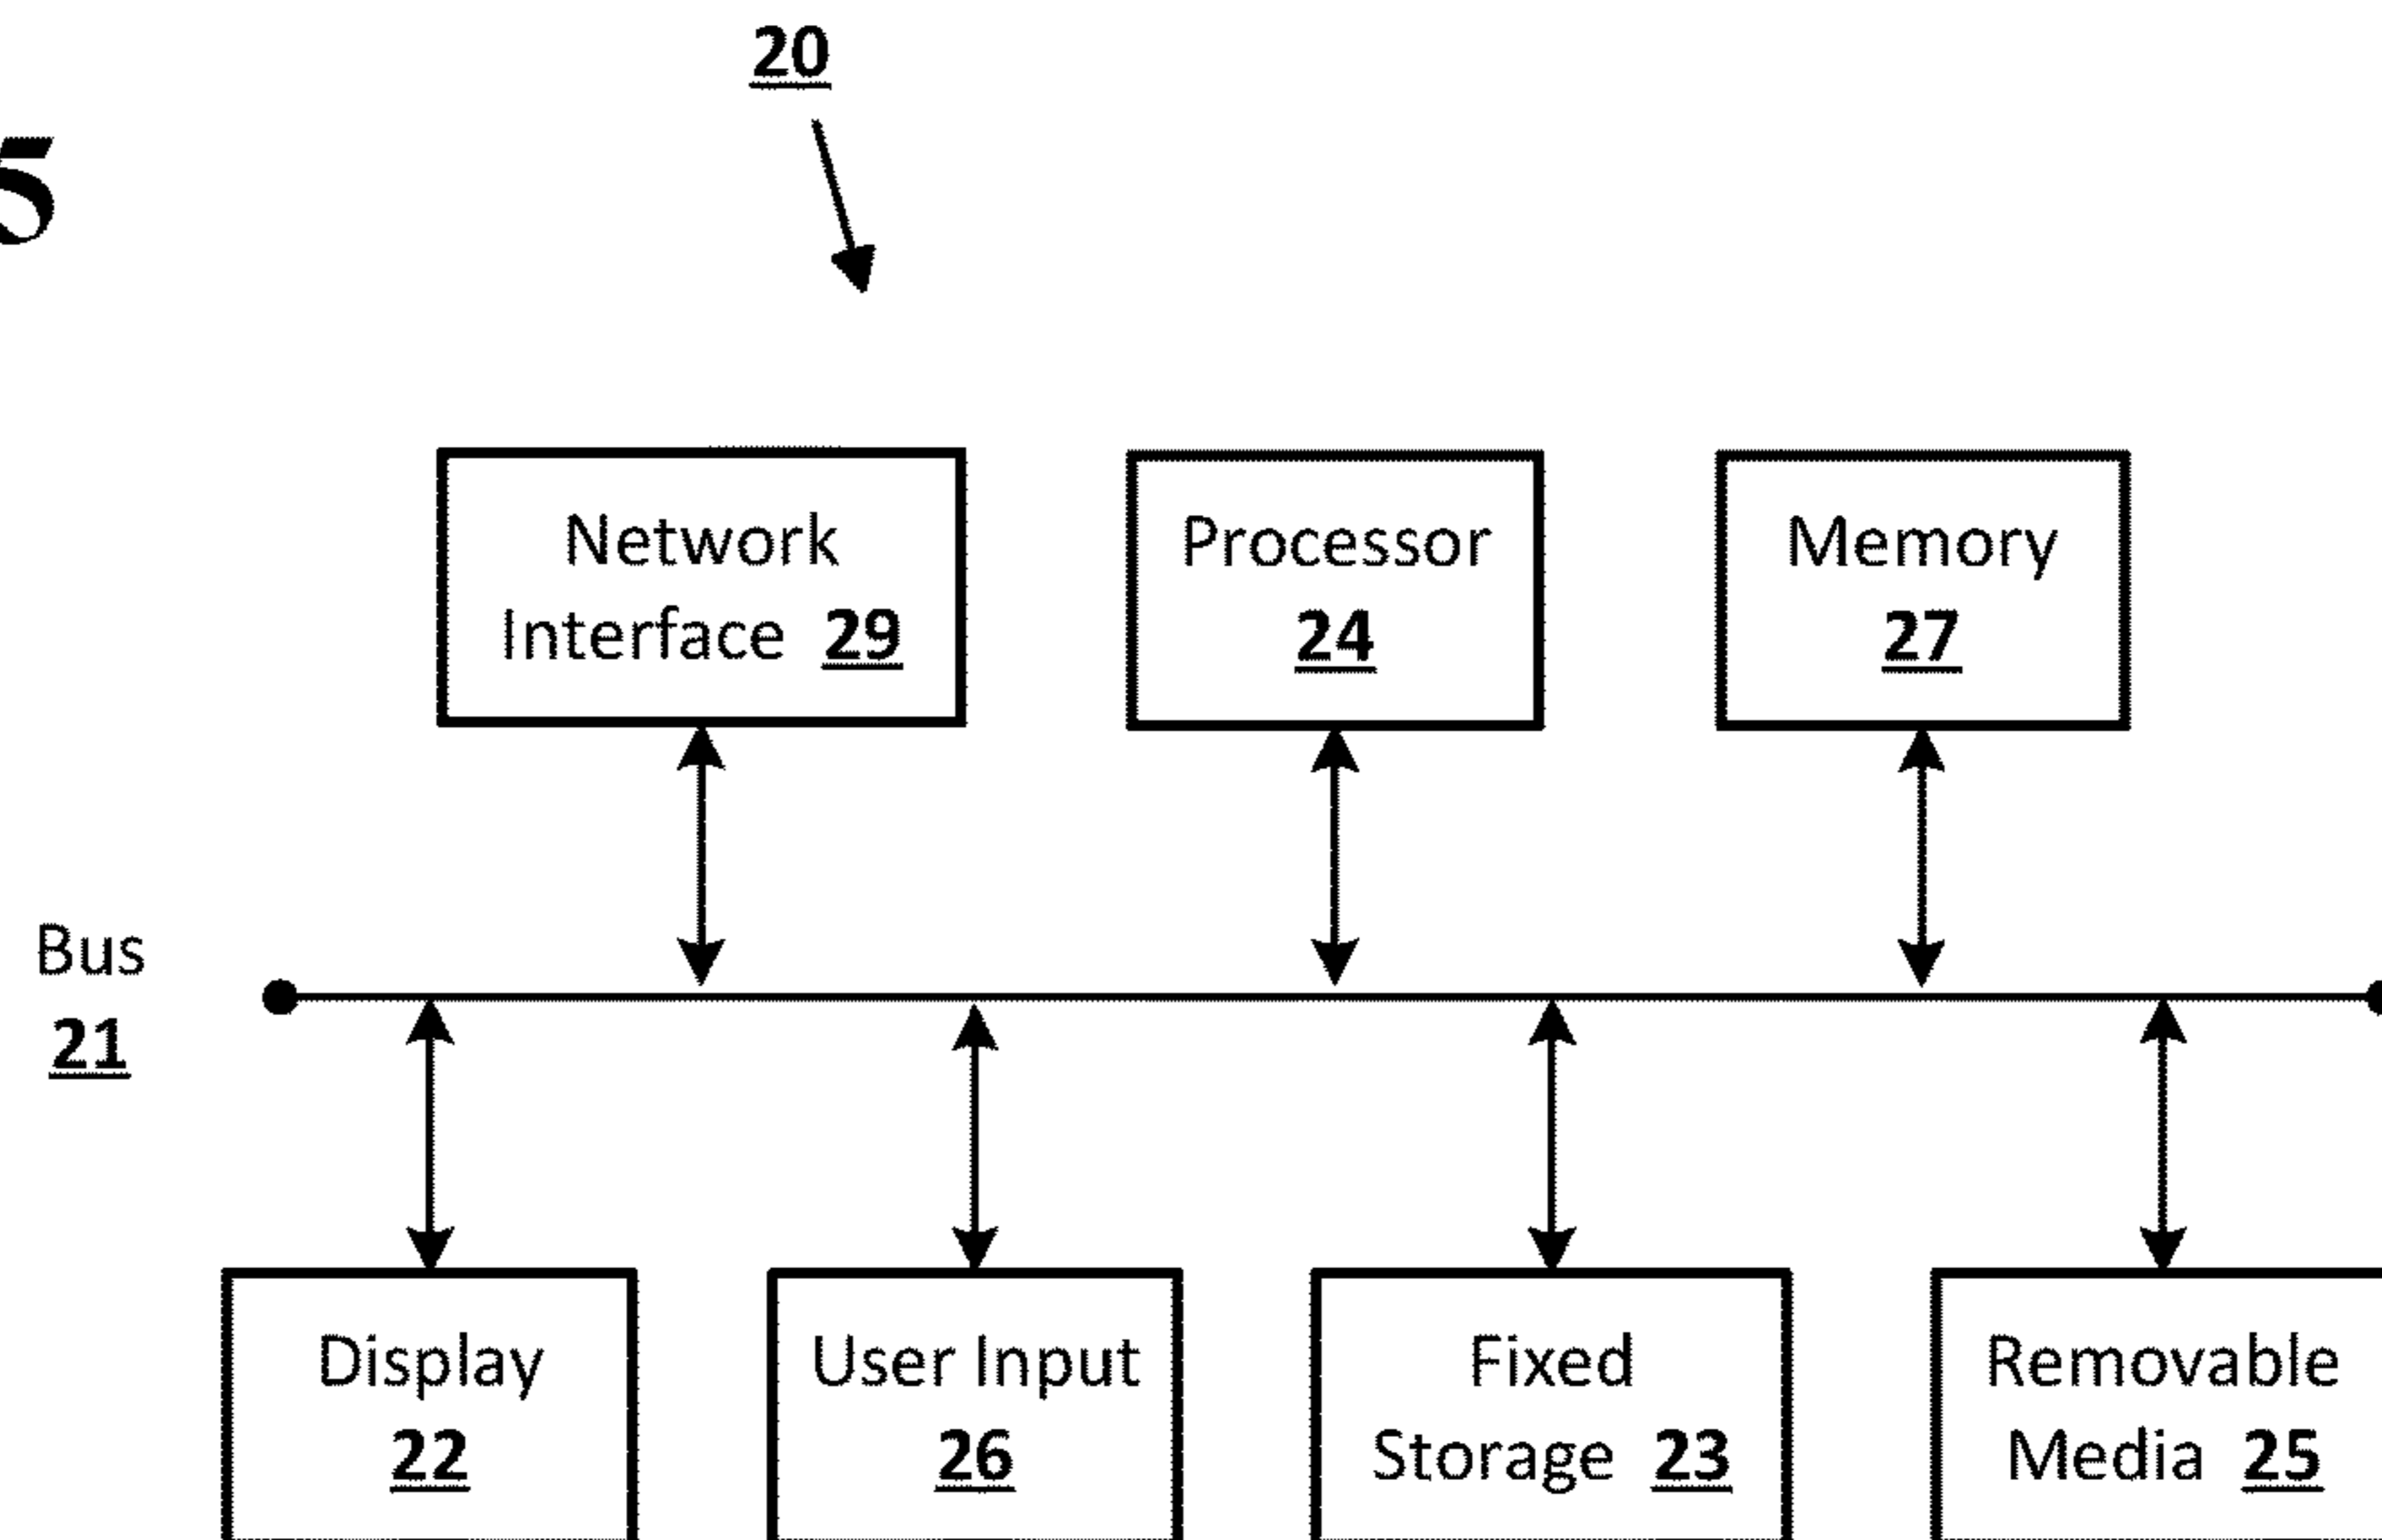 20
5
Network
Interface 29
Processor
24
Memory
27
Bus
21
Display
22
User Input
26
Fixed
Storage 23
Removable
Media 25